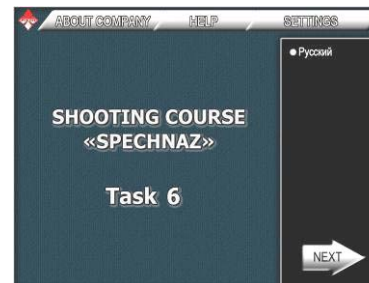 ABOUT COMPANY HELP SETTINGS
Русский
SHOOTING COURSE
«SPECHNAZ»
Task 6
NEXT